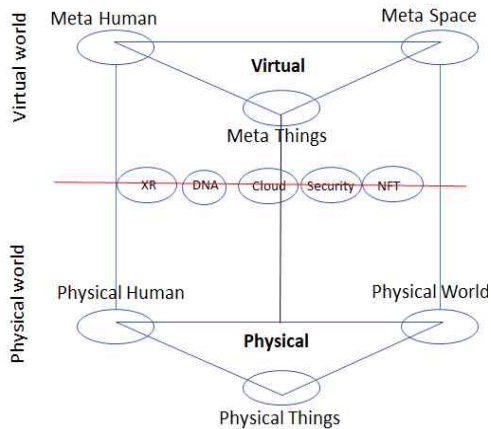 Meta Human
Meta Space
Virtual world
Virtual
Meta Things
XR
DNA
Cloud
Security
NFT
Physical world
Physical Human
Physical World
Physical
Physical Things